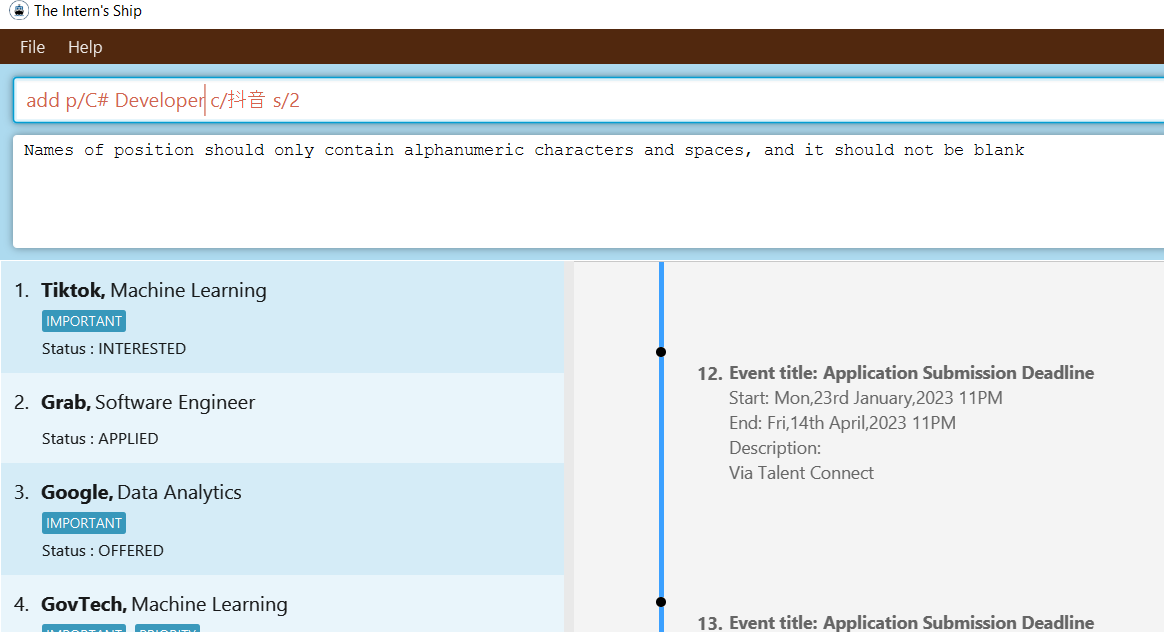 The Intern's Ship
File Help
add p/C# Developer c/抖音 s/2
Names of position should only contain alphanumeric characters and spaces, and it should not be blank
1. Tiktok, Machine Learning
IMPORTANT
Status : INTERESTED
2. Grab, Software Engineer
Status : APPLIED
3. Google, Data Analytics
IMPORTANT
Status : OFFERED
4. GovTech, Machine Learning
IMPORTANT PRIORITY
12. Event title: Application Submission Deadline
Start: Mon,23rd January,2023 11PM
End: Fri,14th April,2023 11PM
Description:
Via Talent Connect
13. Event title: Application Submission Deadline